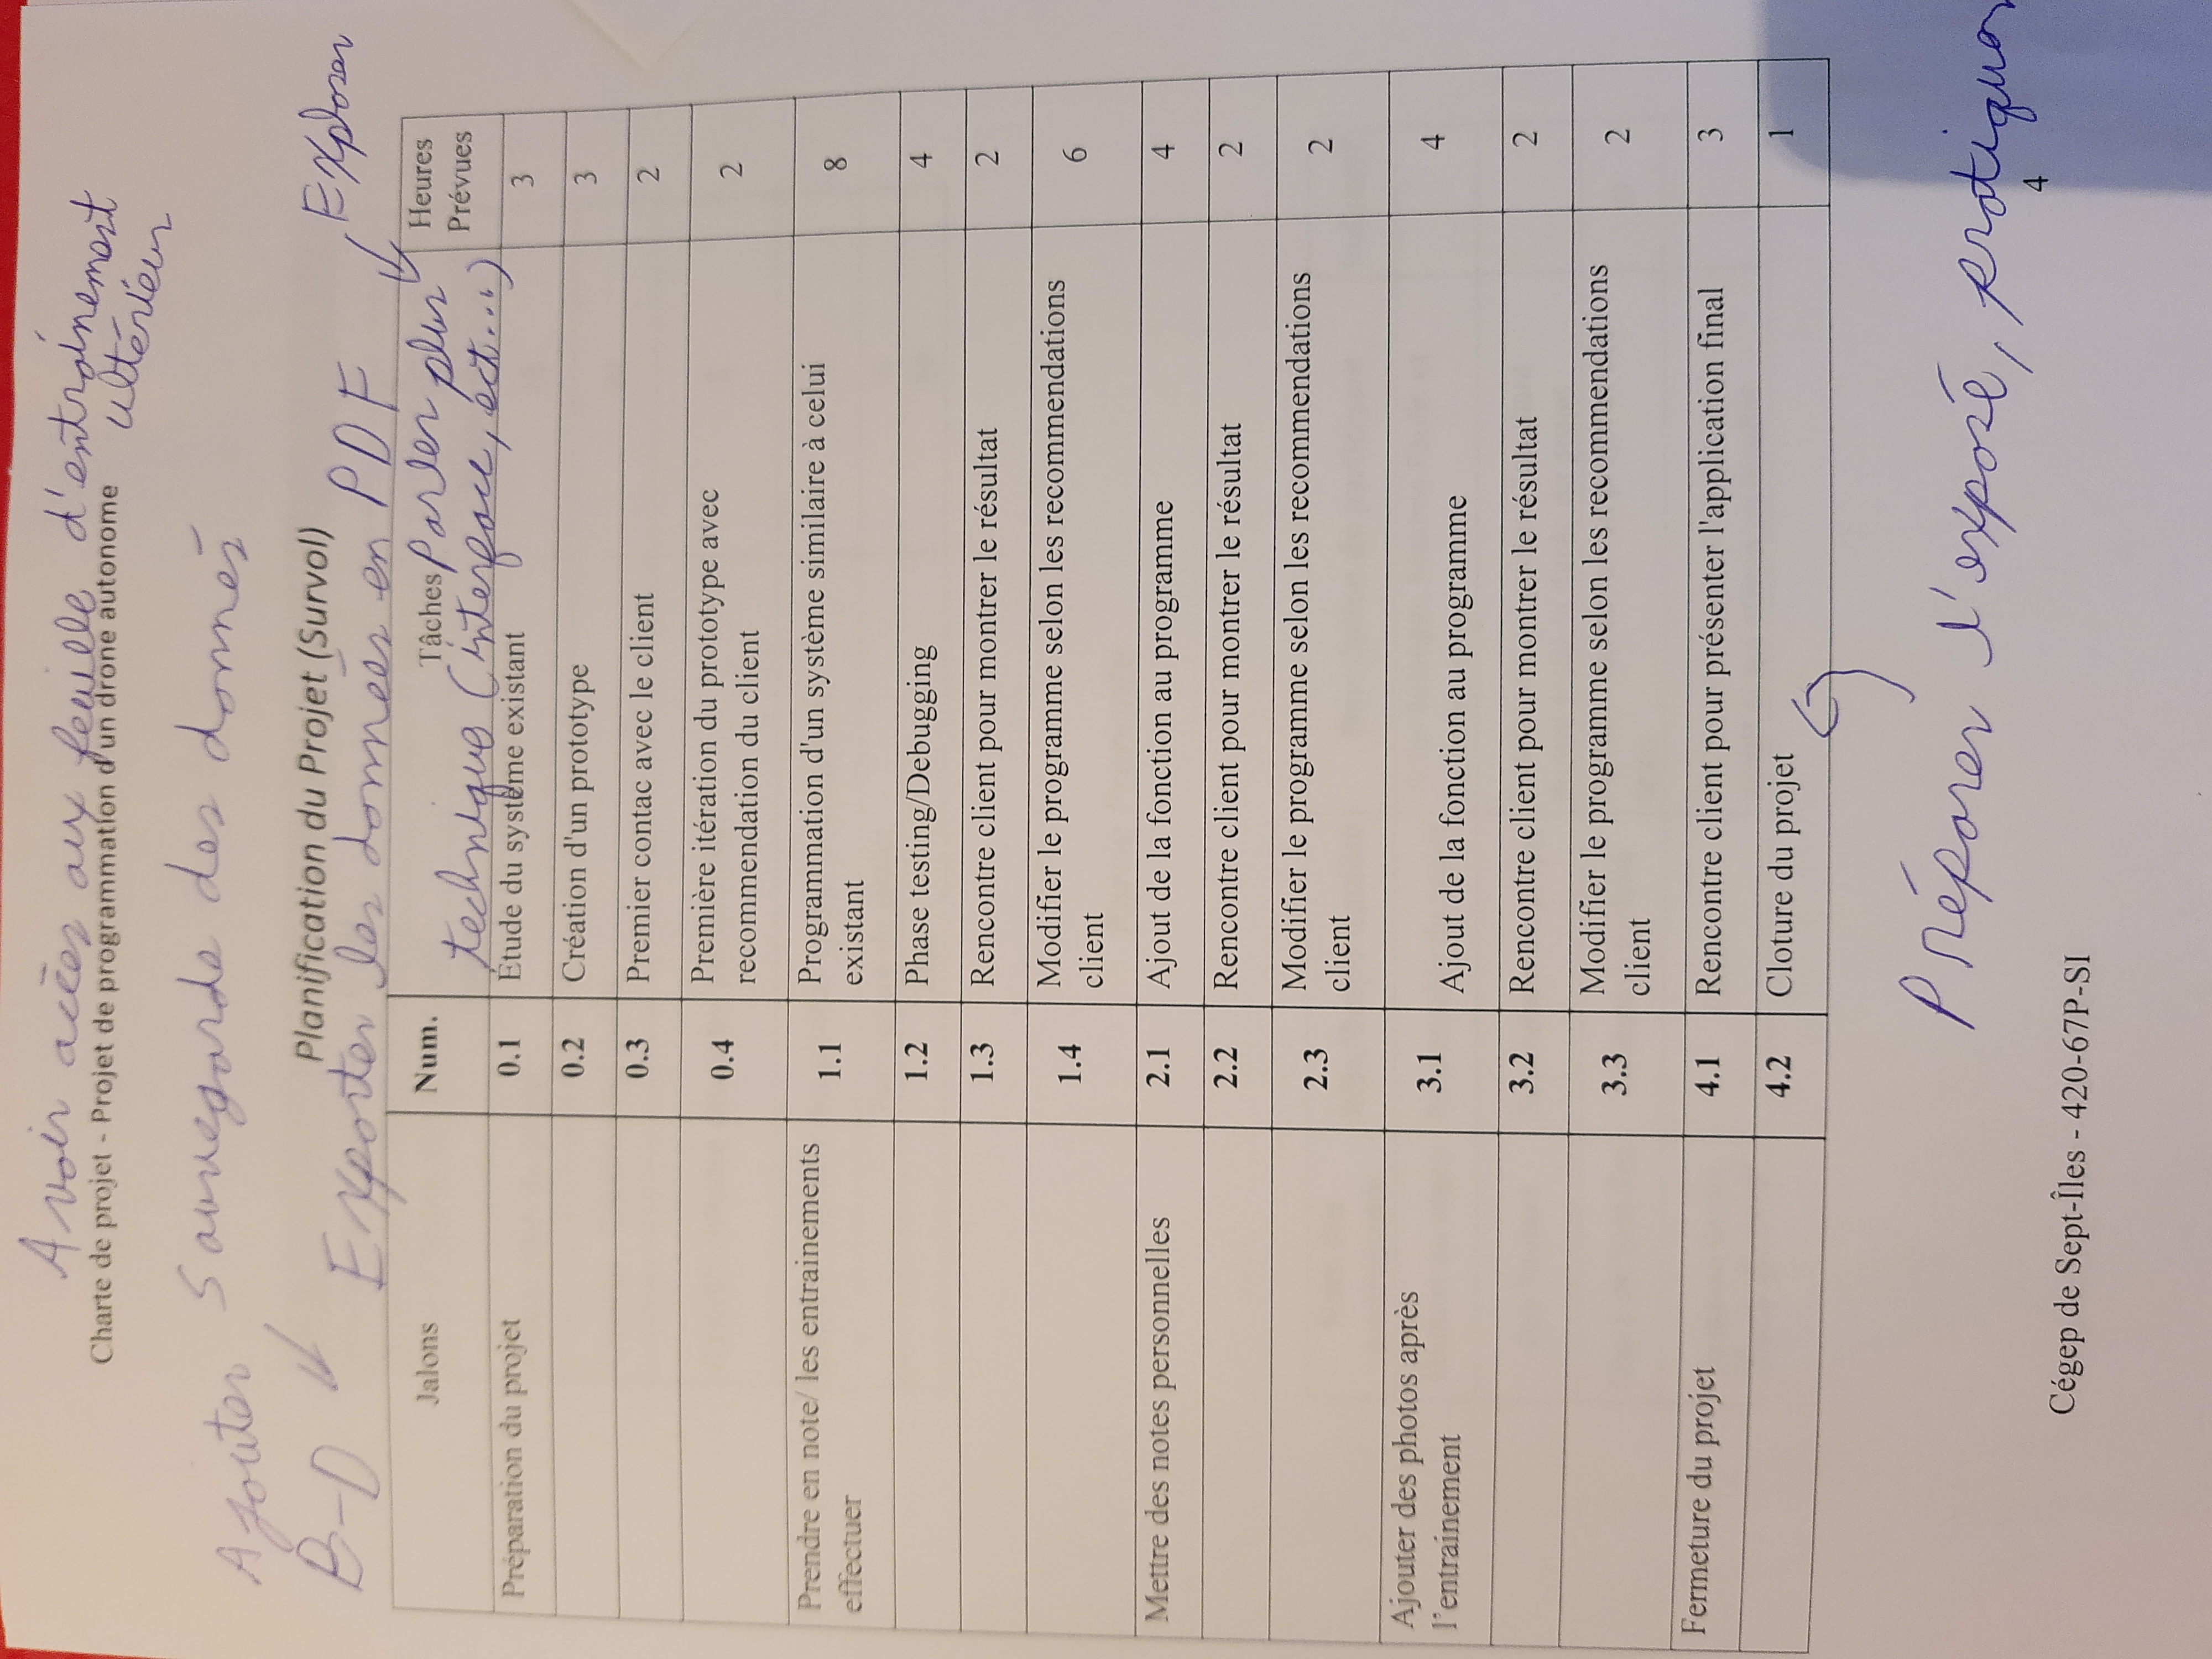 Avoir accès aux feuille d'entraînement
Charte de projet - Projet de programmation d'un drone autonome
ultérieur
Sauvegarde des donnés
Ajouter
B-D
Planification du Projet (Survol)
Exploser
Exporter les données en PDF
Jalons Num. Tâches Parler plus Heures Prévues
technique (interface, ect...)
Préparation du projet 0.1 Étude du système existant 3
0.2 Création d'un prototype 3
0.3 Premier contac avec le client 2
0.4 Première itération du prototype avec
recommendation du client 2
Prendre en note/ les entrainements
effectuer 1.1 Programmation d'un système similaire à celui
existant 8
1.2 Phase testing/Debugging 4
1.3 Rencontre client pour montrer le résultat 2
1.4 Modifier le programme selon les recommendations
client 6
Mettre des notes personnelles 2.1 Ajout de la fonction au programme 4
2.2 Rencontre client pour montrer le résultat 2
2.3 Modifier le programme selon les recommendations
client 2
Ajouter des photos après
l'entrainement 3.1 Ajout de la fonction au programme 4
3.2 Rencontre client pour montrer le résultat 2
3.3 Modifier le programme selon les recommendations
client 2
Fermeture du projet 4.1 Rencontre client pour présenter l'application final 3
4.2 Cloture du projet 1
Préparer l'exposé, pratiquer
4
Cégep de Sept-Îles - 420-67P-SI